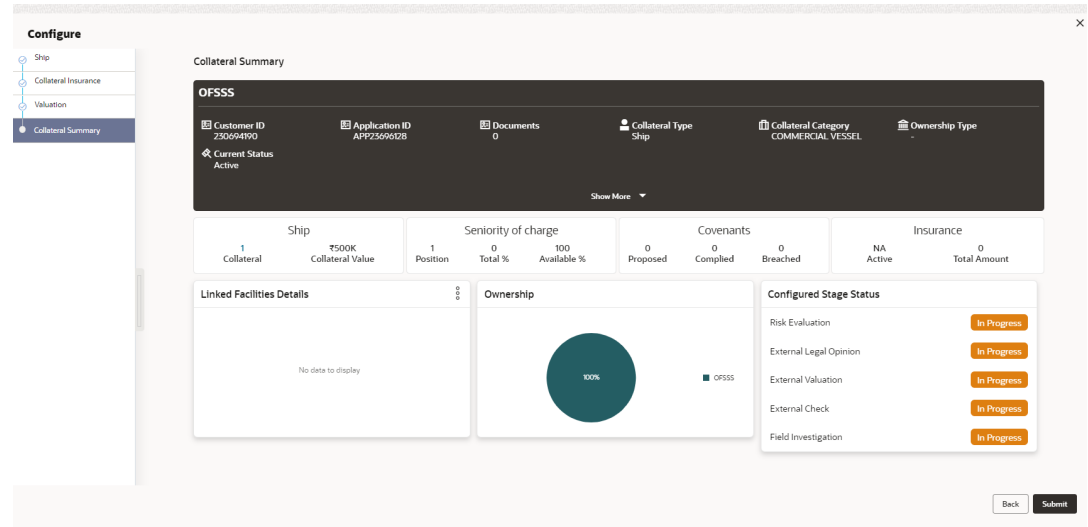 Configure
Ship
Collateral Insurance
Valuation
Collateral Summary
Collateral Summary
OFSSS
Customer ID
230694190
Application ID
APP23696128
Documents
0
Collateral Type
Ship
Collateral Category
COMMERCIAL VESSEL
Ownership Type
-
Current Status
Active
Show More
Ship
1
Collateral
₹500K
Collateral Value
Seniority of charge
1
Position
0
Total %
100
Available %
Covenants
0
Proposed
0
Complied
0
Breached
Insurance
NA
Active
0
Total Amount
Linked Facilities Details
No data to display
Ownership
100%
OFSSS
Configured Stage Status
Risk Evaluation In Progress
External Legal Opinion In Progress
External Valuation In Progress
External Check In Progress
Field Investigation In Progress
Back Submit